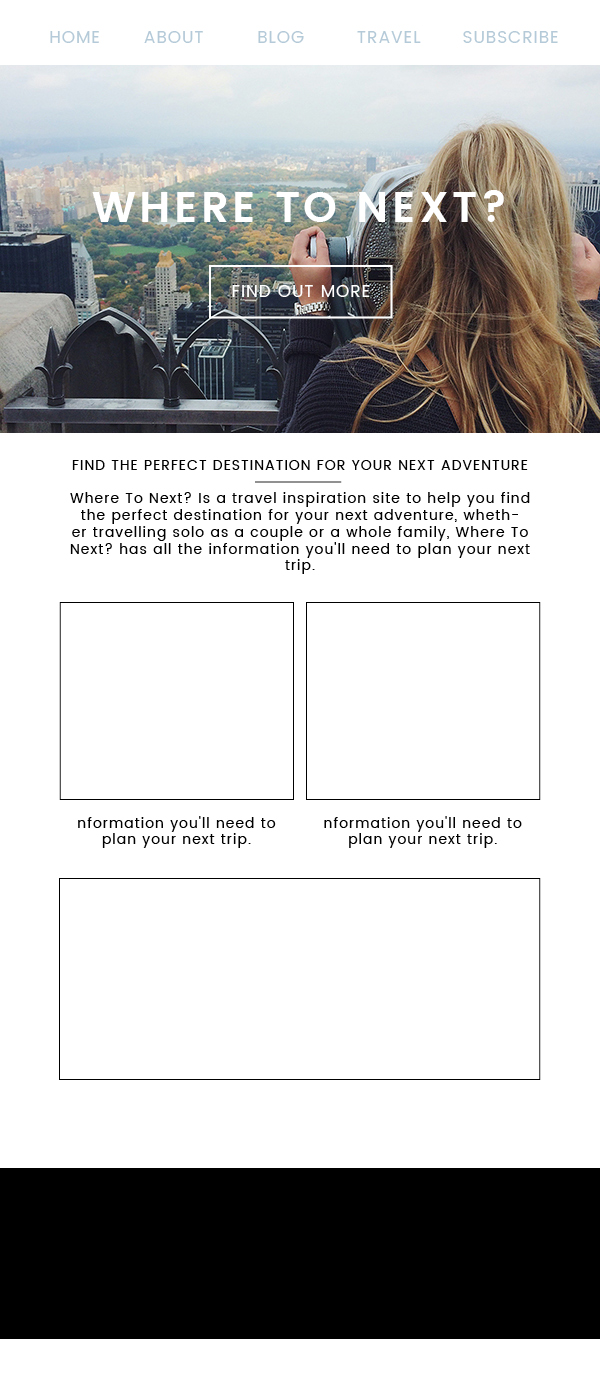 HOME ABOUT BLOG TRAVEL SUBSCRIBE
WHERE TO NEXT?
FIND OUT MORE
FIND THE PERFECT DESTINATION FOR YOUR NEXT ADVENTURE
Where To Next? Is a travel inspiration site to help you find
the perfect destination for your next adventure, wheth-
er travelling solo as a couple or a whole family, Where To
Next? has all the information you'll need to plan your next
trip.
nformation you'll need to
plan your next trip.
nformation you'll need to
plan your next trip.